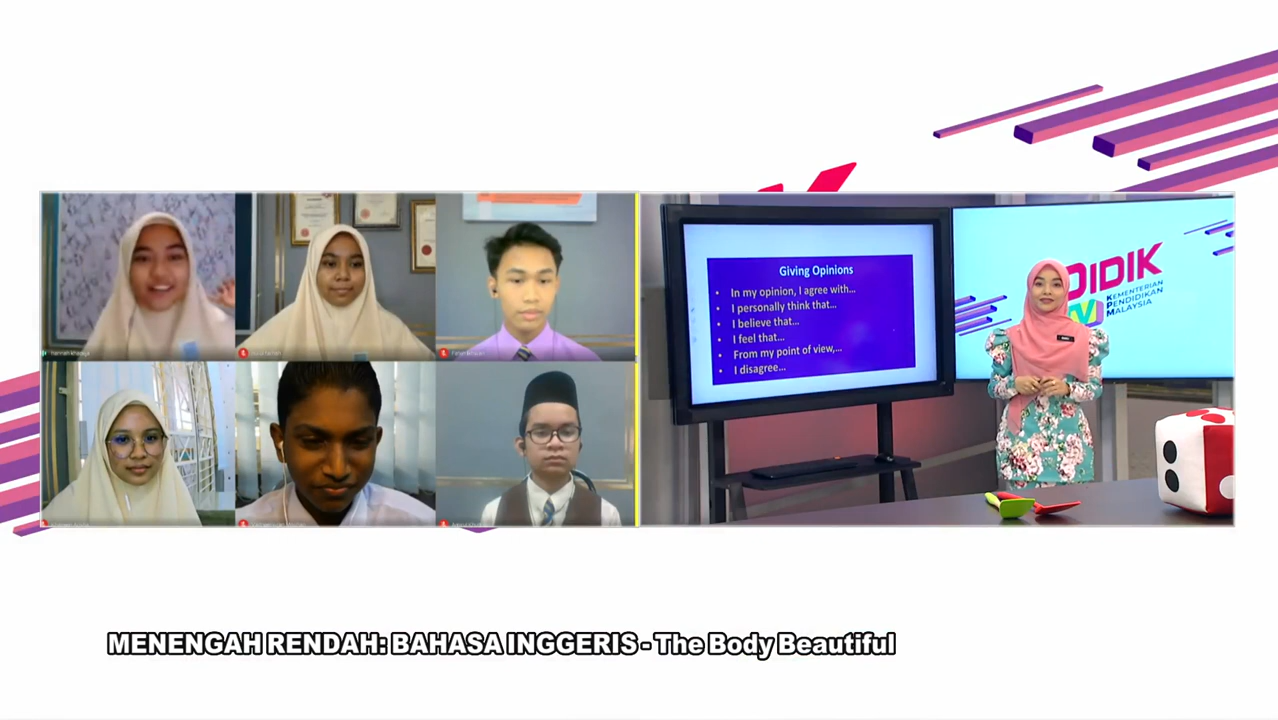 Giving Opinions
• In my opinion, I agree with...
• I personally think that...
• I believe that...
• I feel that...
• From my point of view,...
• I disagree...
DIDIK
KEMENTERIAN
PENDIDIKAN
MALAYSIA
MENENGAH RENDAH: BAHASA INGGERIS - The Body Beautiful